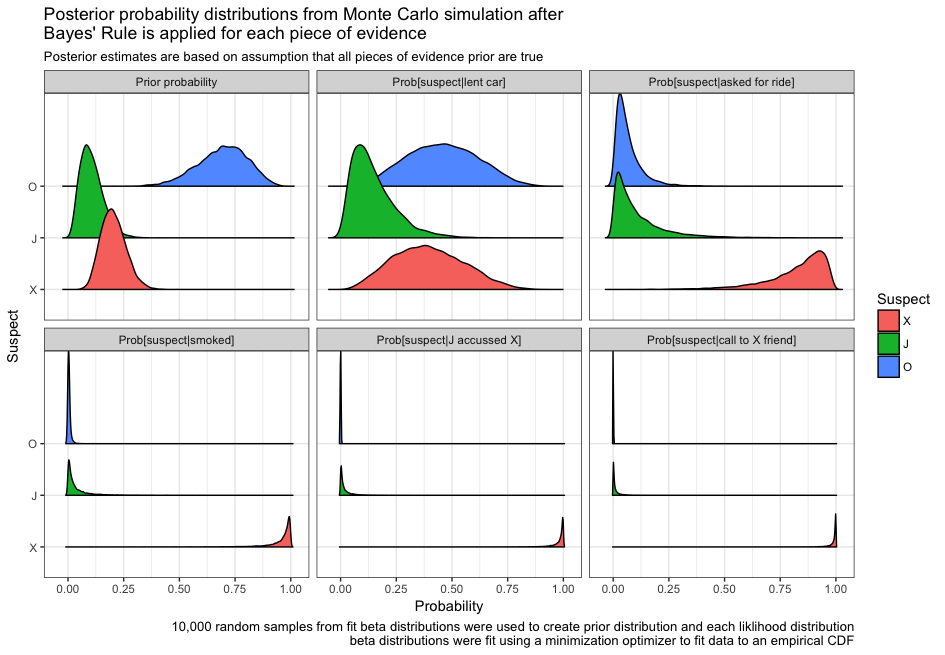 Posterior probability distributions from Monte Carlo simulation after
Bayes' Rule is applied for each piece of evidence
Posterior estimates are based on assumption that all pieces of evidence prior are true
Prior probability
Prob[suspect|lent car]
Prob[suspect|asked for ride]
O
J
X
Prob[suspect|smoked]
Prob[suspect|J accussed X]
Prob[suspect|call to X friend]
O
J
X
Suspect
0.00 0.25 0.50 0.75 1.00
0.00 0.25 0.50 0.75 1.00
0.00 0.25 0.50 0.75 1.00
Probability
Suspect
X
J
O
10,000 random samples from fit beta distributions were used to create prior distribution and each liklihood distribution
beta distributions were fit using a minimization optimizer to fit data to an empirical CDF